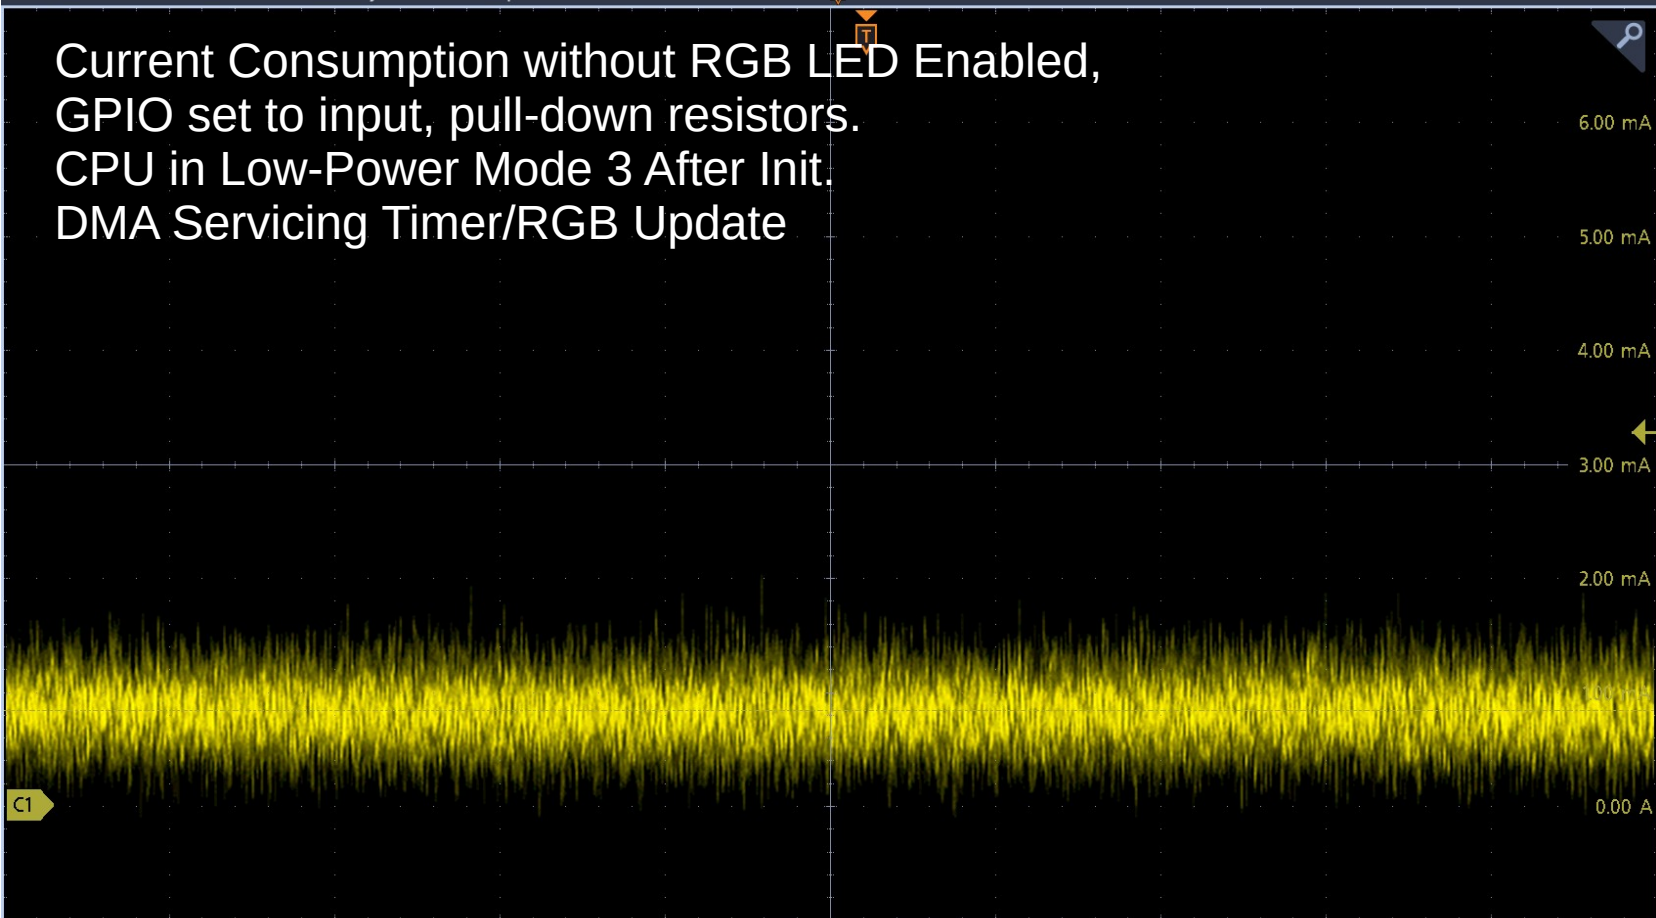 T
Current Consumption without RGB LED Enabled,
GPIO set to input, pull-down resistors.
CPU in Low-Power Mode 3 After Init.
DMA Servicing Timer/RGB Update
6.00 mA
5.00 mA
4.00 mA
3.00 mA
2.00 mA
C1
0.00 A